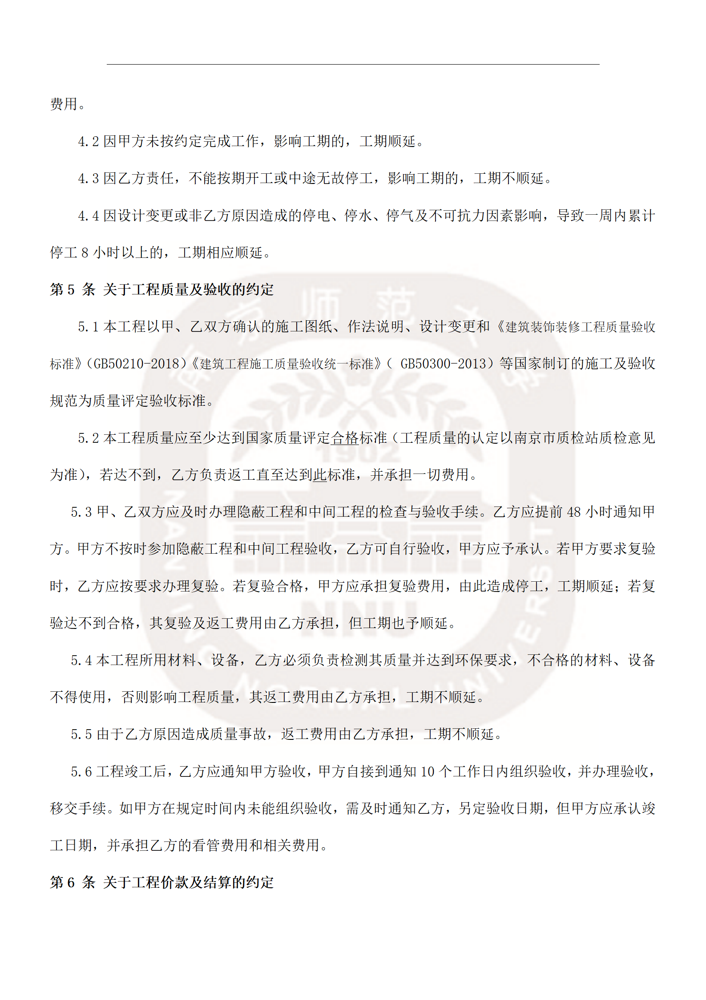 费用。
4.2 因甲方未按约定完成工作，影响工期的，工期顺延。
4.3 因乙方责任，不能按期开工或中途无故停工，影响工期的，工期不顺延。
4.4 因设计变更或非乙方原因造成的停电、停水、停气及不可抗力因素影响，导致一周内累计
停工 8 小时以上的，工期相应顺延。
第 5 条 关于工程质量及验收的约定
5.1 本工程以甲、乙双方确认的施工图纸、作法说明、设计变更和《建筑装饰装修工程质量验收
标准》（GB50210-2018）《建筑工程施工质量验收统一标准》（ GB50300-2013）等国家制订的施工及验收
规范为质量评定验收标准。
5.2 本工程质量应至少达到国家质量评定合格标准（工程质量的认定以南京市质检站质检意见
为准），若达不到，乙方负责返工直至达到此标准，并承担一切费用。
5.3 甲、乙双方应及时办理隐蔽工程和中间工程的检查与验收手续。乙方应提前 48 小时通知甲
方。甲方不按时参加隐蔽工程和中间工程验收，乙方可自行验收，甲方应予承认。若甲方要求复验
时，乙方应按要求办理复验。若复验合格，甲方应承担复验费用，由此造成停工，工期顺延；若复
验达不到合格，其复验及返工费用由乙方承担，但工期也予顺延。
5.4 本工程所用材料、设备，乙方必须负责检测其质量并达到环保要求，不合格的材料、设备
不得使用，否则影响工程质量，其返工费用由乙方承担，工期不顺延。
5.5 由于乙方原因造成质量事故，返工费用由乙方承担，工期不顺延。
5.6 工程竣工后，乙方应通知甲方验收，甲方自接到通知 10 个工作日内组织验收，并办理验收，
移交手续。如甲方在规定时间内未能组织验收，需及时通知乙方，另定验收日期，但甲方应承认竣
工日期，并承担乙方的看管费用和相关费用。
第 6 条 关于工程价款及结算的约定
南京师范大学
1902
NNU
NANJING NORMAL UNIVERSITY